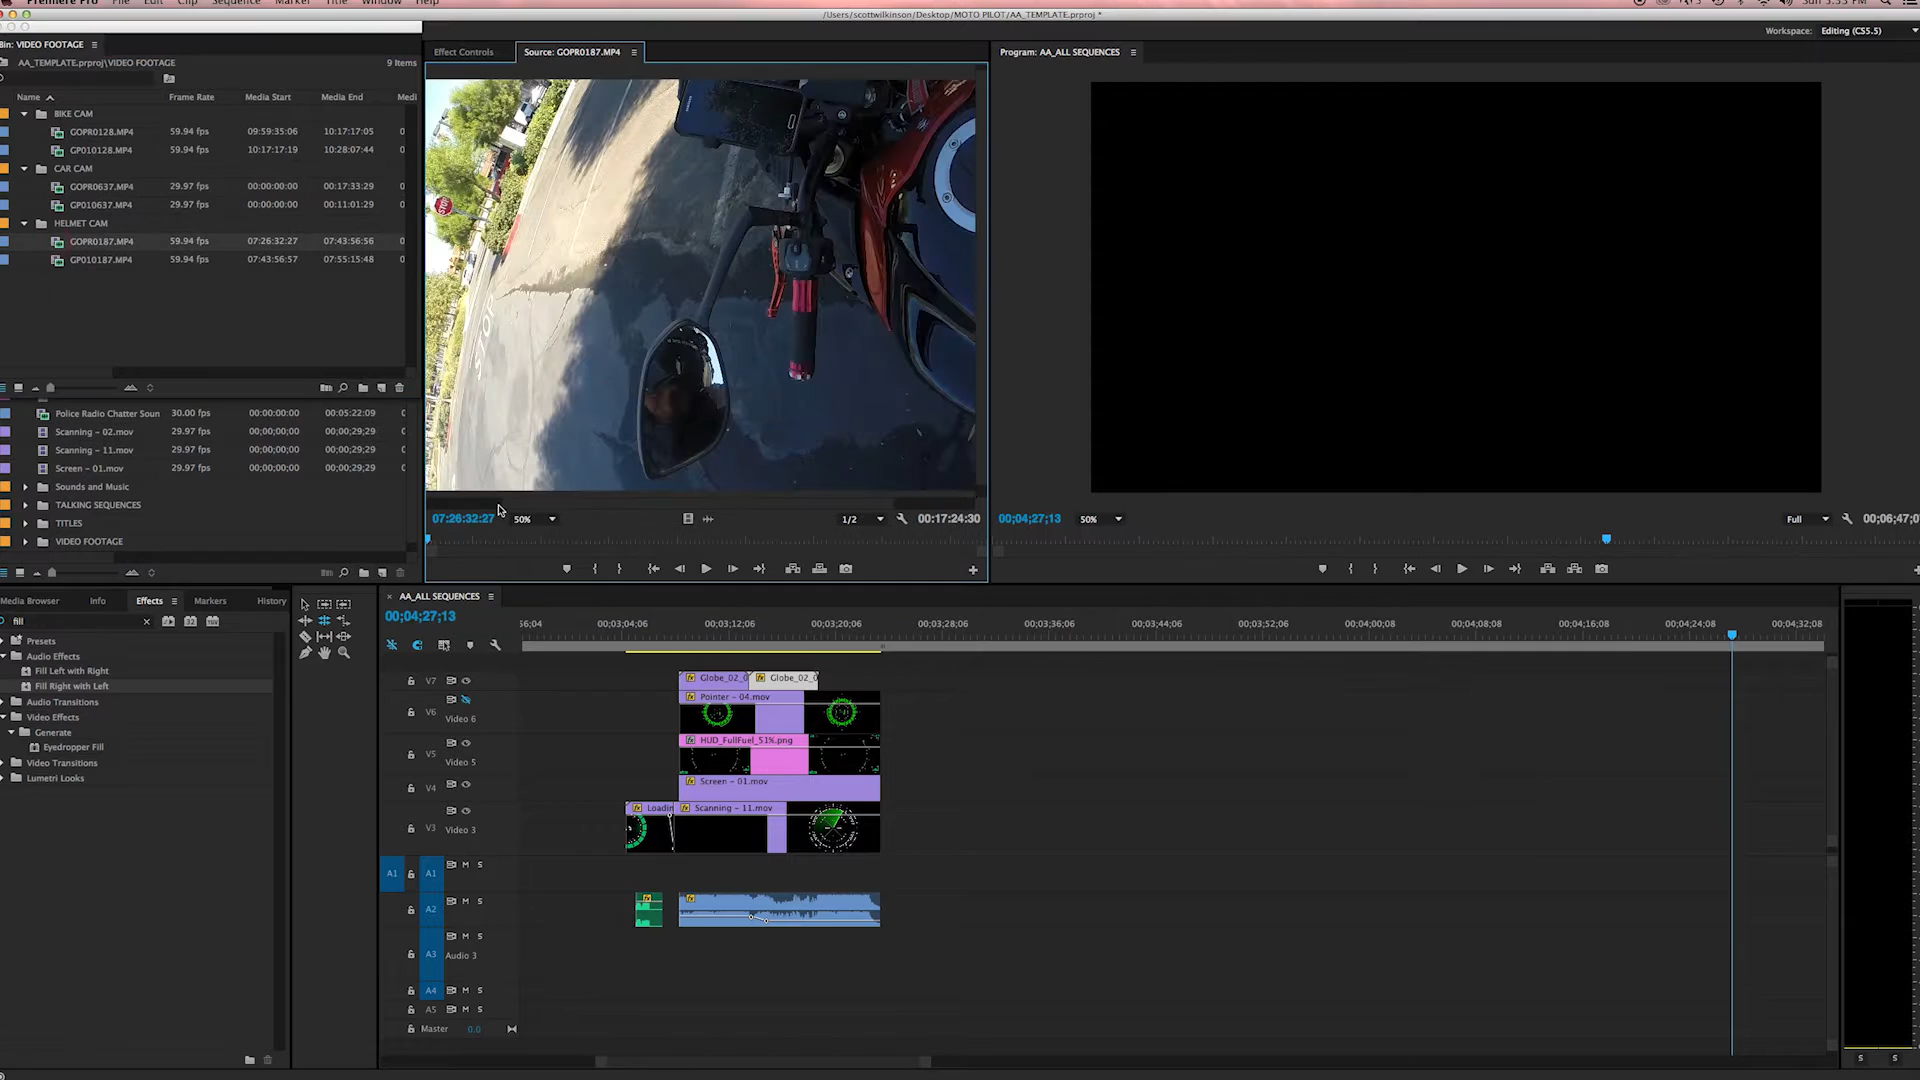 Premiere Pro File Edit Clip Sequence Marker Title Window Help Sun 5:33 PM
/Users/scottwilkinson/Desktop/MOTO PILOT/AA_TEMPLATE.prproj *
Workspace: Editing (CS5.5)
Bin: VIDEO FOOTAGE
AA_TEMPLATE.prproj\VIDEO FOOTAGE 9 Items
Name Frame Rate Media Start Media End Medi
BIKE CAM
GOPR0128.MP4 59.94 fps 09:59:35:06 10:17:17:05 0
GP010128.MP4 59.94 fps 10:17:17:19 10:28:07:44 0
CAR CAM
GOPR0637.MP4 29.97 fps 00:00:00:00 00:17:33:29 0
GP010637.MP4 29.97 fps 00:00:00:00 00:11:01:29 0
HELMET CAM
GOPR0187.MP4 59.94 fps 07:26:32:27 07:43:56:56 0
GP010187.MP4 59.94 fps 07:43:56:57 07:55:15:48 0
Police Radio Chatter Soun 30.00 fps 00:00:00:00 00:05:22:09 0
Scanning - 02.mov 29.97 fps 00;00;00;00 00;00;29;29 0
Scanning - 11.mov 29.97 fps 00;00;00;00 00;00;29;29 0
Screen - 01.mov 29.97 fps 00;00;00;00 00;00;29;29 0
Sounds and Music
TALKING SEQUENCES
TITLES
VIDEO FOOTAGE
Effect Controls Source: GOPR0187.MP4
STOP
STOP
07:26:32:27 50% 1/2 00:17:24:30
Program: AA_ALL SEQUENCES
00;04;27;13 50% Full 00;06;47;0
Media Browser Info Effects Markers History
fill
Presets
Audio Effects
Fill Left with Right
Fill Right with Left
Audio Transitions
Video Effects
Generate
Eyedropper Fill
Video Transitions
Lumetri Looks
AA_ALL SEQUENCES
00;04;27;13
56;04 00;03;04;06 00;03;12;06 00;03;20;06 00;03;28;06 00;03;36;06 00;03;44;06 00;03;52;06 00;04;00;08 00;04;08;08 00;04;16;08 00;04;24;08 00;04;32;08
V7 Globe_02_0 Globe_02_0
V6 Video 6 Pointer - 04.mov
V5 Video 5 HUD_FullFuel_51%.png
V4 Screen - 01.mov
V3 Video 3 Loadin Scanning - 11.mov
A1 A1 M S
A2 M S
A3 Audio 3 M S
A4 M S
A5 M S
Master 0.0
S S